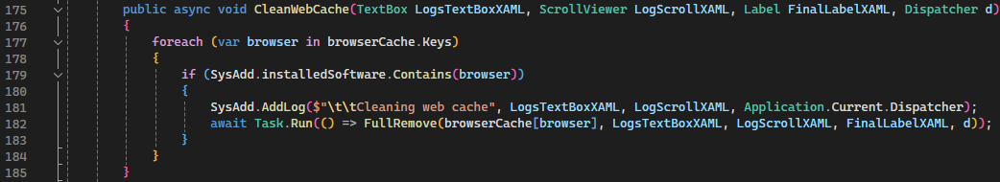 175 public async void CleanWebCache(TextBox LogsTextBoxXAML, ScrollViewer LogScrollXAML, Label FinalLabelXAML, Dispatcher d)
176 {
177 foreach (var browser in browserCache.Keys)
178 {
179 if (SysAdd.installedSoftware.Contains(browser))
180 {
181 SysAdd.AddLog($"\t\tCleaning web cache", LogsTextBoxXAML, LogScrollXAML, Application.Current.Dispatcher);
182 await Task.Run(() => FullRemove(browserCache[browser], LogsTextBoxXAML, LogScrollXAML, FinalLabelXAML, d));
183 }
184 }
185 }